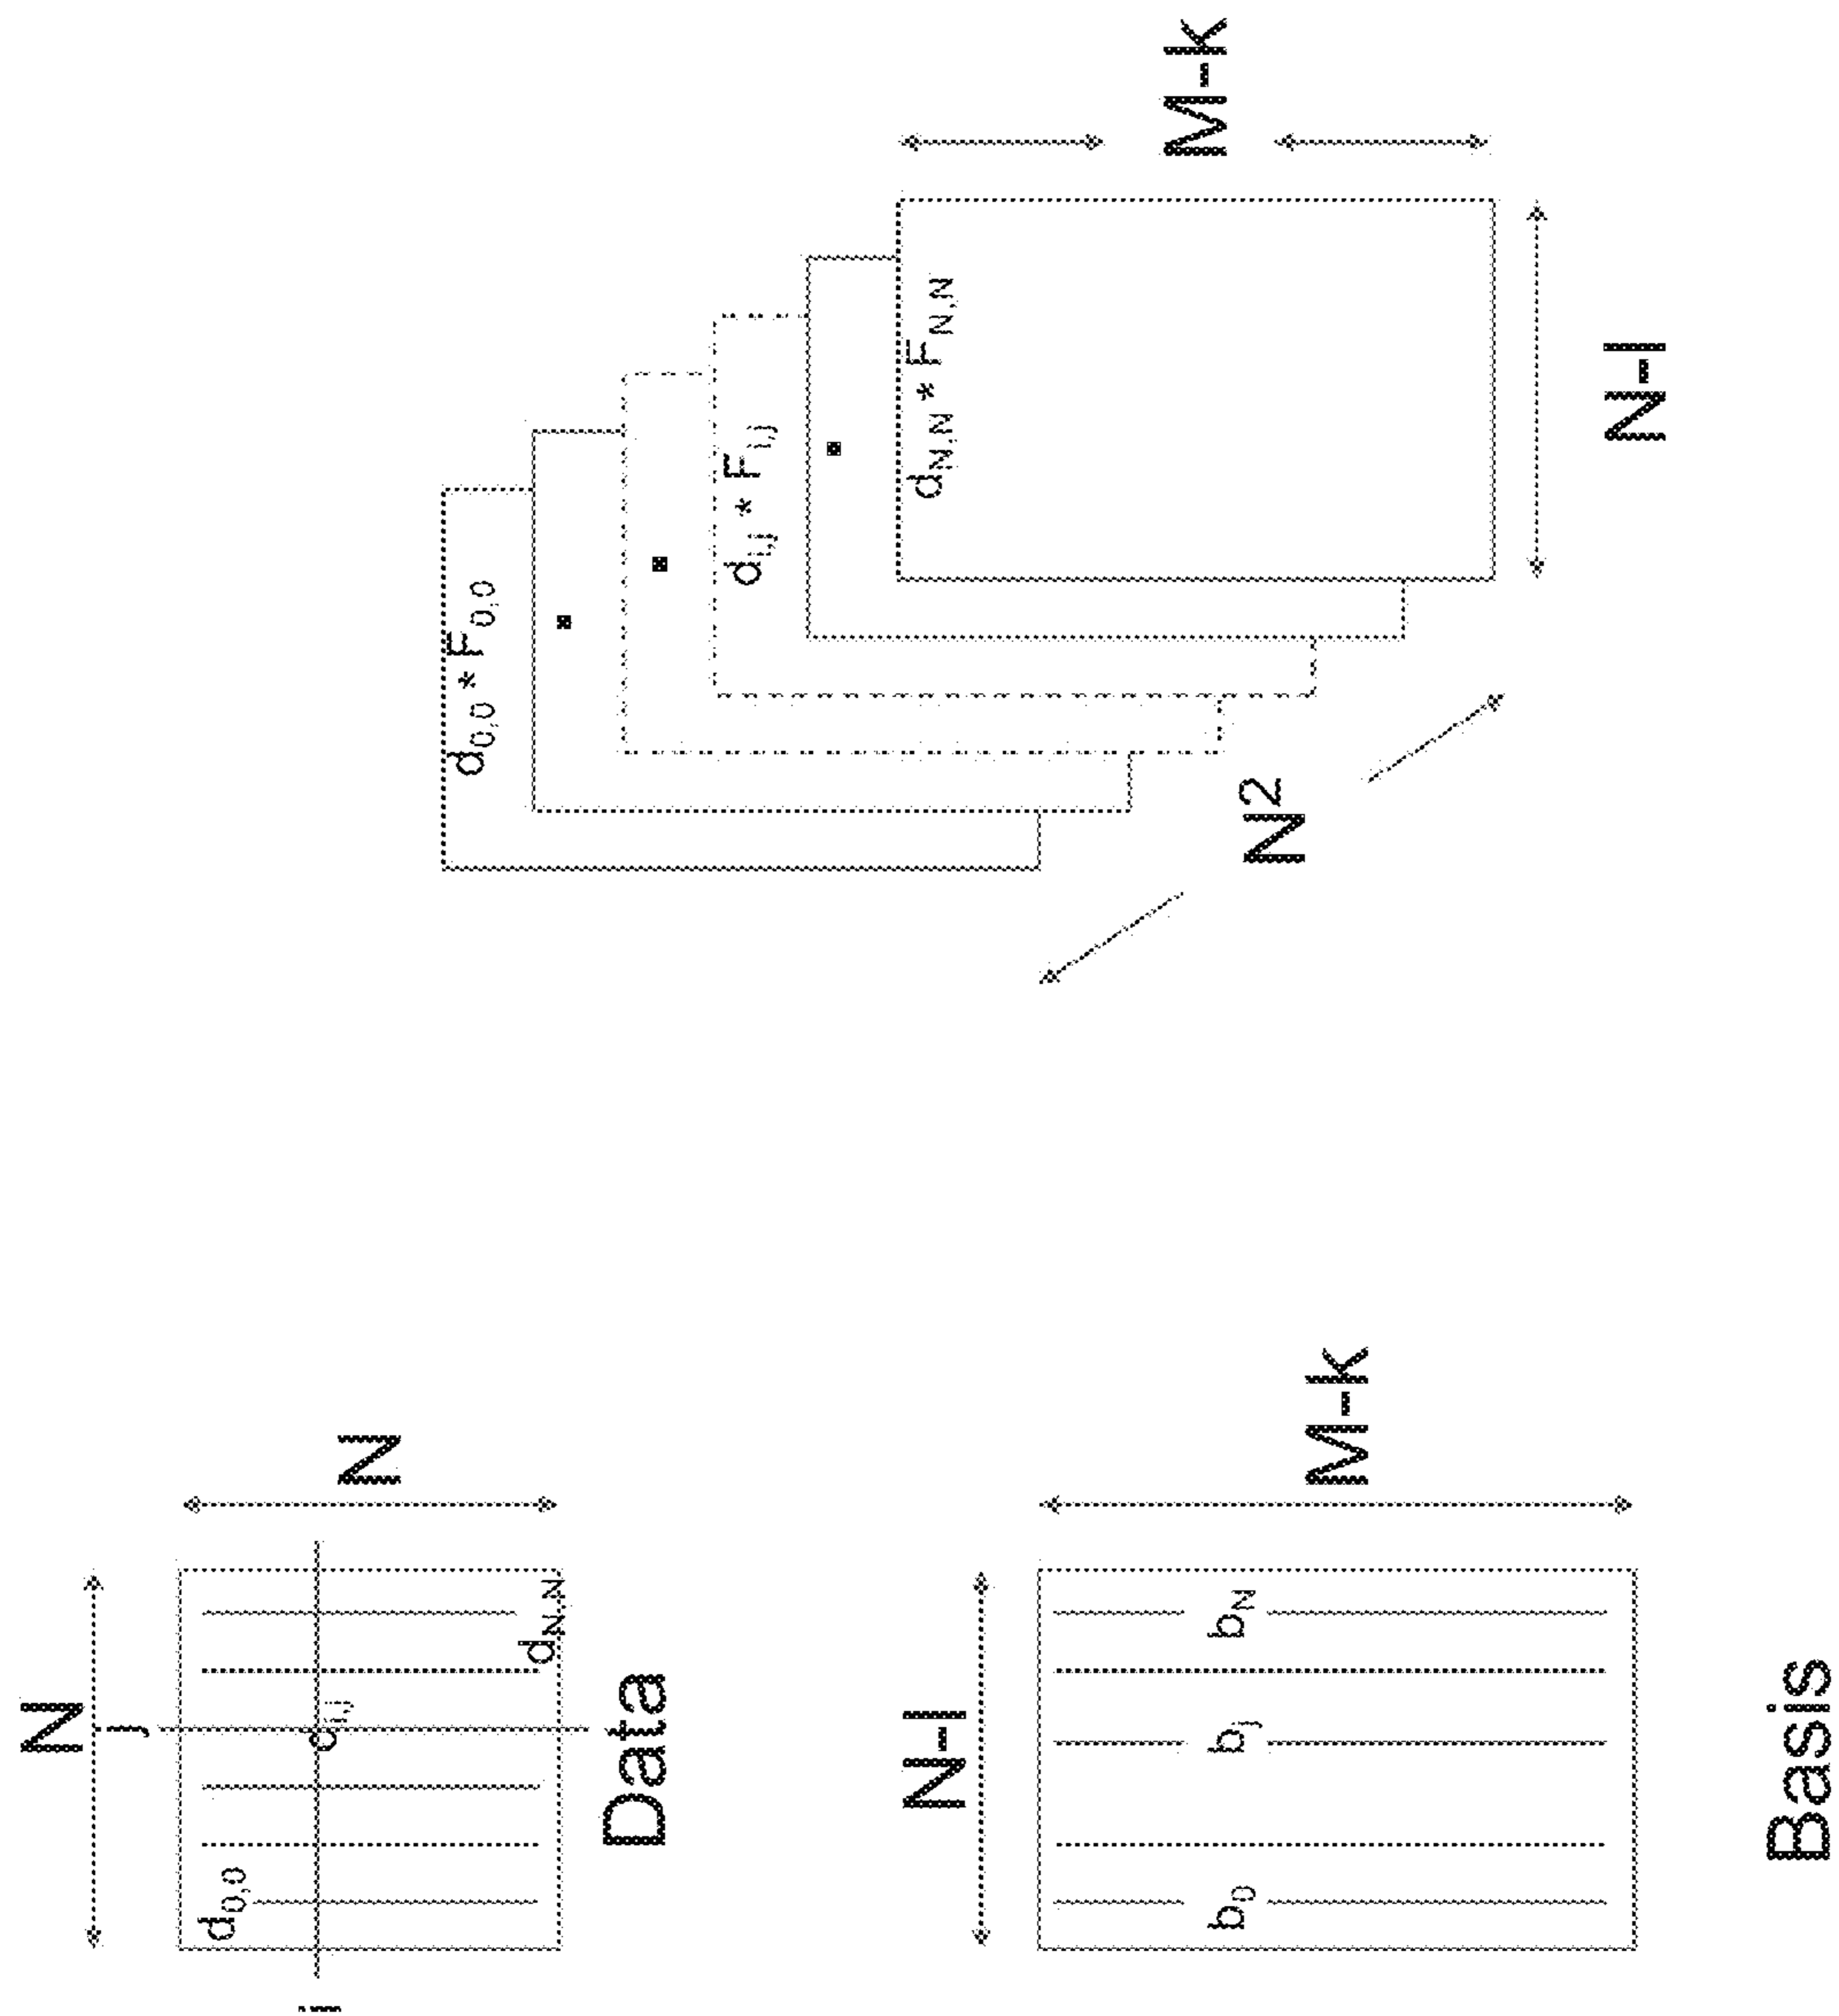 N
j
i
d0,0
di,j
dN,N
N
Data
N-l
b0
bj
bN
M-k
Basis
d0,0 * F0,0
di,j * Fi,j
dN,N * FN,N
M-k
N2
N-l